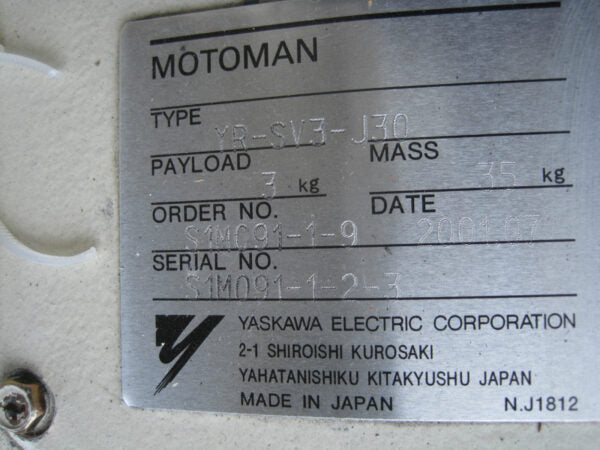 MOTOMAN
TYPE YR-SV3-J30
PAYLOAD 3 kg MASS 35 kg
ORDER NO. S1M091-1-9 DATE 2001.07
SERIAL NO. S1M091-1-2-3
YASKAWA ELECTRIC CORPORATION
2-1 SHIROISHI KUROSAKI
YAHATANISHIKU KITAKYUSHU JAPAN
MADE IN JAPAN N.J1812